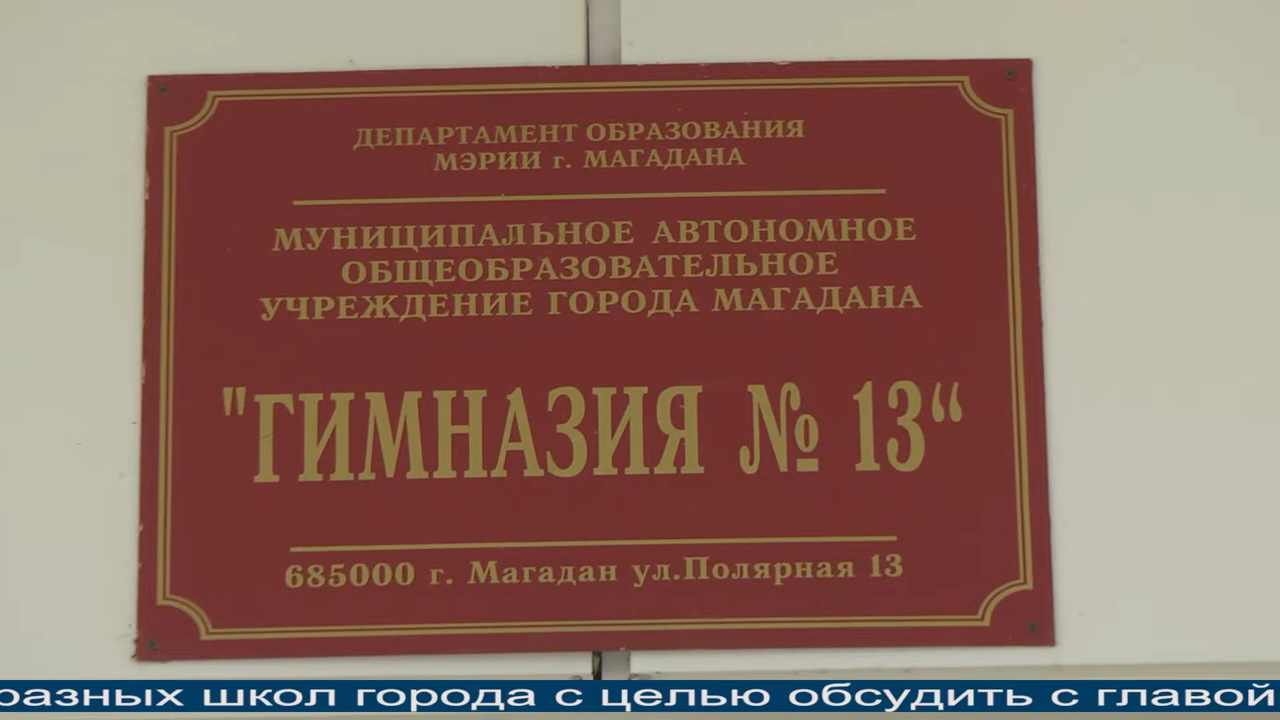 ДЕПАРТАМЕНТ ОБРАЗОВАНИЯ
МЭРИИ г. МАГАДАНА
МУНИЦИПАЛЬНОЕ АВТОНОМНОЕ
ОБЩЕОБРАЗОВАТЕЛЬНОЕ
УЧРЕЖДЕНИЕ ГОРОДА МАГАДАНА
"ГИМНАЗИЯ № 13“
685000 г. Магадан ул.Полярная 13
разных школ города с целью обсудить с главой